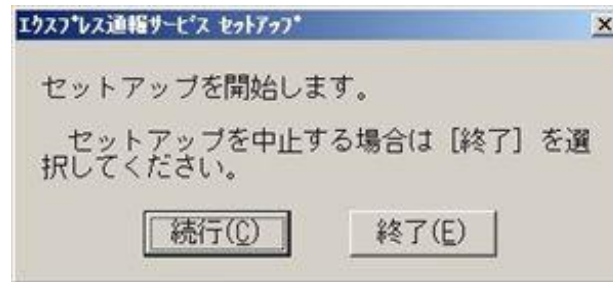 エクスプレス通報サービス セットアップ
セットアップを開始します。
セットアップを中止する場合は［終了］を選
択してください。
続行(C)
終了(E)